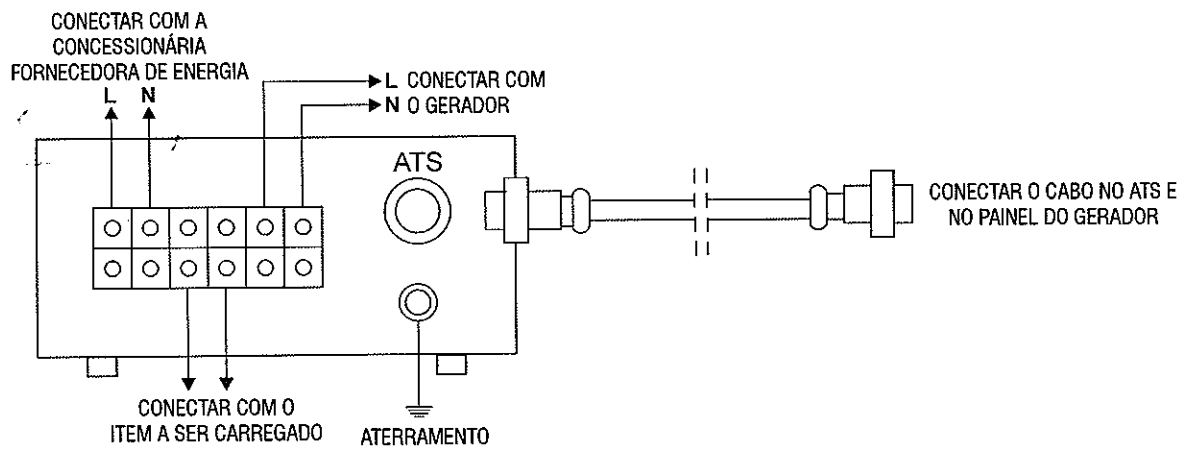 CONECTAR COM A
CONCESSIONÁRIA
FORNECEDORA DE ENERGIA
L N
L CONECTAR COM
N O GERADOR
ATS
CONECTAR O CABO NO ATS E
NO PAINEL DO GERADOR
CONECTAR COM O
ITEM A SER CARREGADO
ATERRAMENTO